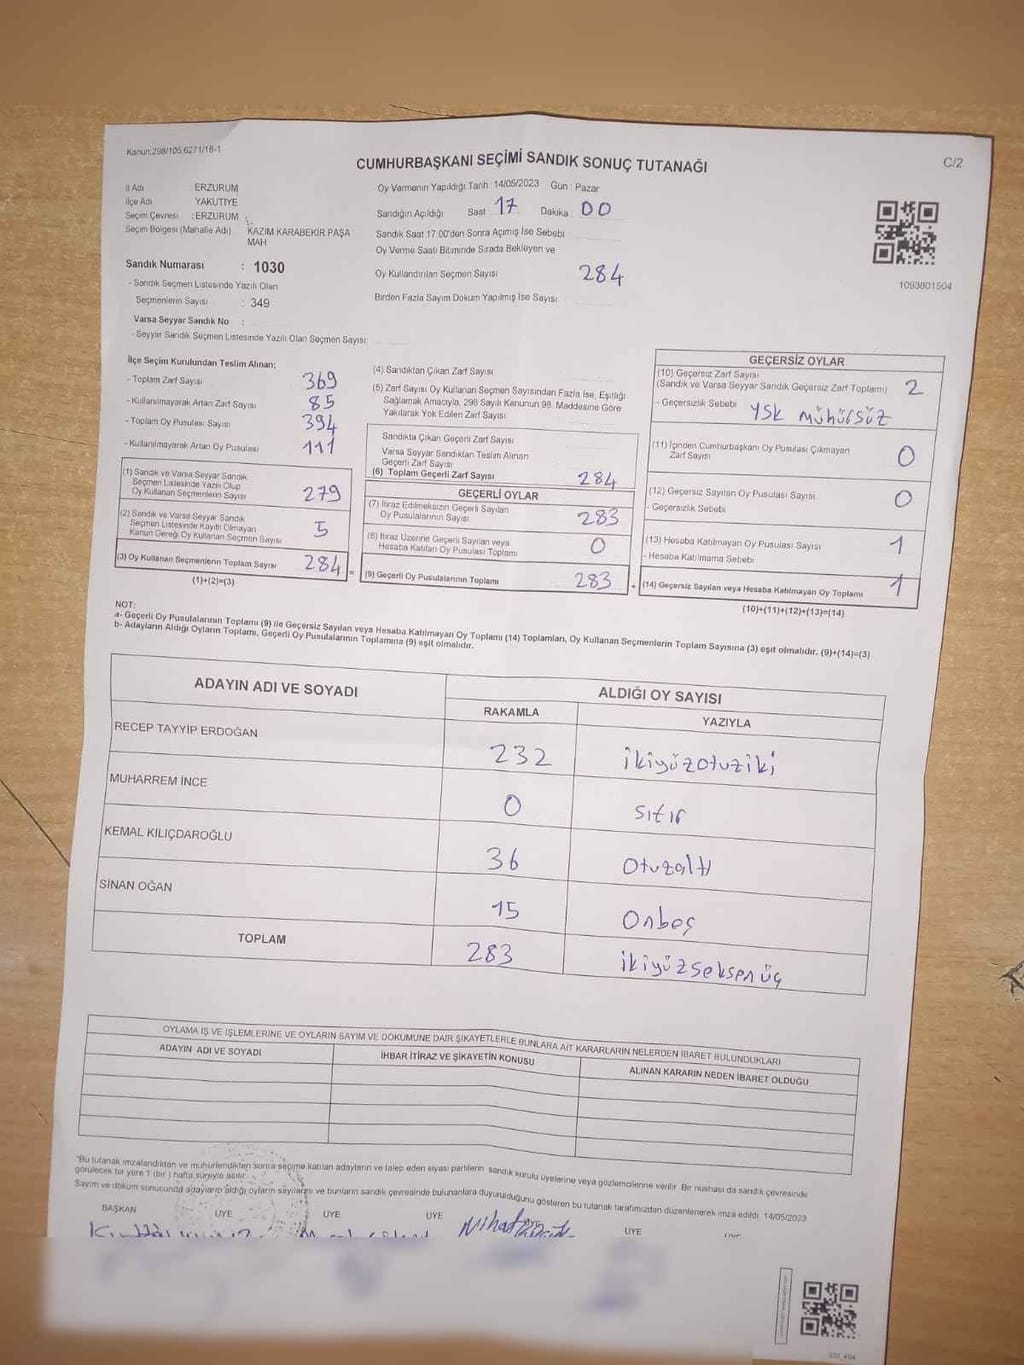 Kanun:298/105,6271/16-1
C/2
CUMHURBAŞKANI SEÇİMİ SANDIK SONUÇ TUTANAĞI
İl Adı ERZURUM
İlçe Adı YAKUTİYE
Seçim Çevresi : ERZURUM
Seçim Bölgesi (Mahalle Adı) KAZIM KARABEKİR PAŞA MAH
Sandık Numarası : 1030
- Sandık Seçmen Listesinde Yazılı Olan
Seçmenlerin Sayısı : 349
Varsa Seyyar Sandık No :
- Seyyar Sandık Seçmen Listesinde Yazılı Olan Seçmen Sayısı:
Oy Vermenin Yapıldığı Tarih 14/05/2023 Gün : Pazar
Sandığın Açıldığı Saat 17 Dakika 00
Sandık Saat 17.00'den Sonra Açımış İse Sebebi
Oy Verme Saati Bitiminde Sırada Bekleyen ve
Oy Kullandırılan Seçmen Sayısı 284
Birden Fazla Sayım Döküm Yapılmış İse Sayısı
1093801504
İlçe Seçim Kurulundan Teslim Alınan:
- Toplam Zarf Sayısı 369
- Kullanılmayarak Artan Zarf Sayısı 85
- Toplam Oy Pusulası Sayısı 394
- Kullanılmayarak Artan Oy Pusulası 111
(1) Sandık ve Varsa Seyyar Sandık
Seçmen Listesinde Yazılı Olup
Oy Kullanan Seçmenlerin Sayısı 279
(2) Sandık ve Varsa Seyyar Sandık
Seçmen Listesinde Kayıtlı Olmayan
Kanun Gereği Oy Kullanan Seçmen Sayısı 5
(3) Oy Kullanan Seçmenlerin Toplam Sayısı 284 =
(1)+(2)=(3)
(4) Sandıktan Çıkan Zarf Sayısı
(5) Zarf Sayısı Oy Kullanan Seçmen Sayısından Fazla İse, Eşitliği
Sağlamak Amacıyla, 298 Sayılı Kanunun 98. Maddesine Göre
Yakılarak Yok Edilen Zarf Sayısı
Sandıkta Çıkan Geçerli Zarf Sayısı
Varsa Seyyar Sandıktan Teslim Alınan
Geçerli Zarf Sayısı
(6) Toplam Geçerli Zarf Sayısı 284
GEÇERLİ OYLAR
(7) İtiraz Edilmeksizin Geçerli Sayılan
Oy Pusulalarının Sayısı 283
(8) İtiraz Üzerine Geçerli Sayılan veya
Hesaba Katılan Oy Pusulası Toplamı 0
(9) Geçerli Oy Pusulalarının Toplamı 283 +
GEÇERSİZ OYLAR
(10) Geçersiz Zarf Sayısı
(Sandık ve Varsa Seyyar Sandık Geçersiz Zarf Toplamı) 2
- Geçersizlik Sebebi YSK mühürsüz
(11) İçinden Cumhurbaşkanı Oy Pusulası Çıkmayan
Zarf Sayısı 0
(12) Geçersiz Sayılan Oy Pusulası Sayısı 0
- Geçersizlik Sebebi
(13) Hesaba Katılmayan Oy Pusulası Sayısı 1
- Hesaba Katılmama Sebebi
(14) Geçersiz Sayılan veya Hesaba Katılmayan Oy Toplamı 1
(10)+(11)+(12)+(13)=(14)
NOT:
a- Geçerli Oy Pusulalarının Toplamı (9) ile Geçersiz Sayılan veya Hesaba Katılmayan Oy Toplamı (14) Toplamları, Oy Kullanan Seçmenlerin Toplam Sayısına (3) eşit olmalıdır. (9)+(14)=(3)
b- Adayların Aldığı Oyların Toplamı, Geçerli Oy Pusulalarının Toplamına (9) eşit olmalıdır.
ADAYIN ADI VE SOYADI ALDIĞI OY SAYISI
RAKAMLA YAZIYLA
RECEP TAYYİP ERDOĞAN 232 ikiyüzotuziki
MUHARREM İNCE 0 sıfır
KEMAL KILIÇDAROĞLU 36 Otuzaltı
SİNAN OĞAN 15 Onbeş
TOPLAM 283 ikiyüzseksenüç
OYLAMA İŞ VE İŞLEMLERİNE VE OYLARIN SAYIM VE DÖKÜMÜNE DAİR ŞİKAYETLERLE BUNLARA AİT KARARLARIN NELERDEN İBARET BULUNDUKLARI
ADAYIN ADI VE SOYADI İHBAR İTİRAZ VE ŞİKAYETİN KONUSU ALINAN KARARIN NEDEN İBARET OLDUĞU
"Bu tutanak imzalandıktan ve mühürlendikten sonra seçime katılan adayların ve talep eden siyasi partilerin sandık kurulu üyelerine veya gözlemcilerine verilir. Bir nüshası da sandık çevresinde
görülecek bir yere 1 (bir) hafta süreyle asılır.
Sayım ve döküm sonucunda adayların aldığı oyların sayılarını ve bunların sandık çevresinde bulunanlara duyurulduğunu gösteren bu tutanak tarafımızdan düzenlenerek imza edildi. 14/05/2023
BAŞKAN ÜYE ÜYE ÜYE ÜYE
Nihat